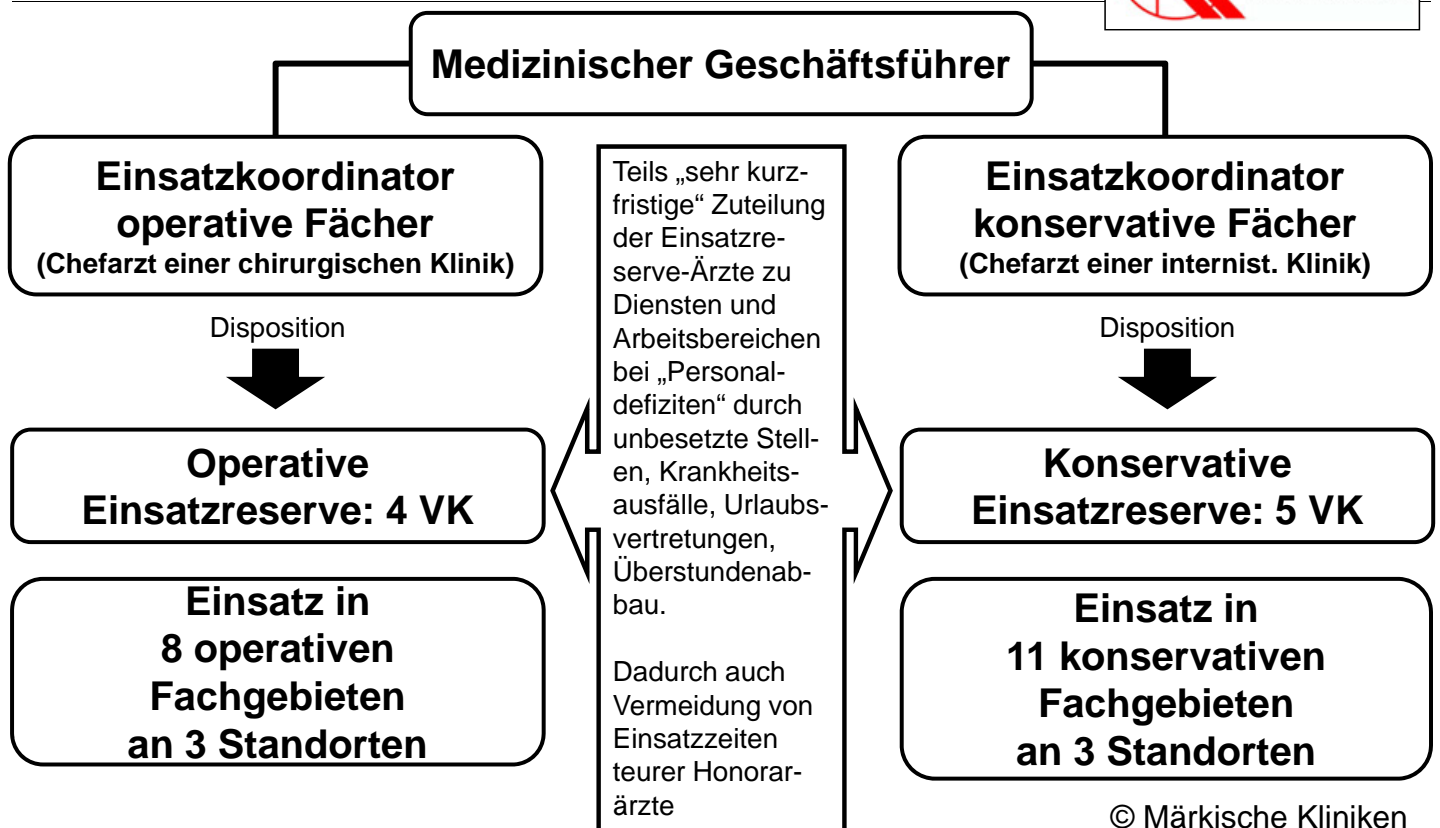 Medizinischer Geschäftsführer
Einsatzkoordinator
operative Fächer
(Chefarzt einer chirurgischen Klinik)
Disposition
Operative
Einsatzreserve: 4 VK
Einsatz in
8 operativen
Fachgebieten
an 3 Standorten
Teils „sehr kurz-
fristige“ Zuteilung
der Einsatzre-
serve-Ärzte zu
Diensten und
Arbeitsbereichen
bei „Personal-
defiziten“ durch
unbesetzte Stell-
en, Krankheits-
ausfälle, Urlaubs-
vertretungen,
Überstundenab-
bau.
Dadurch auch
Vermeidung von
Einsatzzeiten
teurer Honorar-
ärzte
Einsatzkoordinator
konservative Fächer
(Chefarzt einer internist. Klinik)
Disposition
Konservative
Einsatzreserve: 5 VK
Einsatz in
11 konservativen
Fachgebieten
an 3 Standorten
© Märkische Kliniken